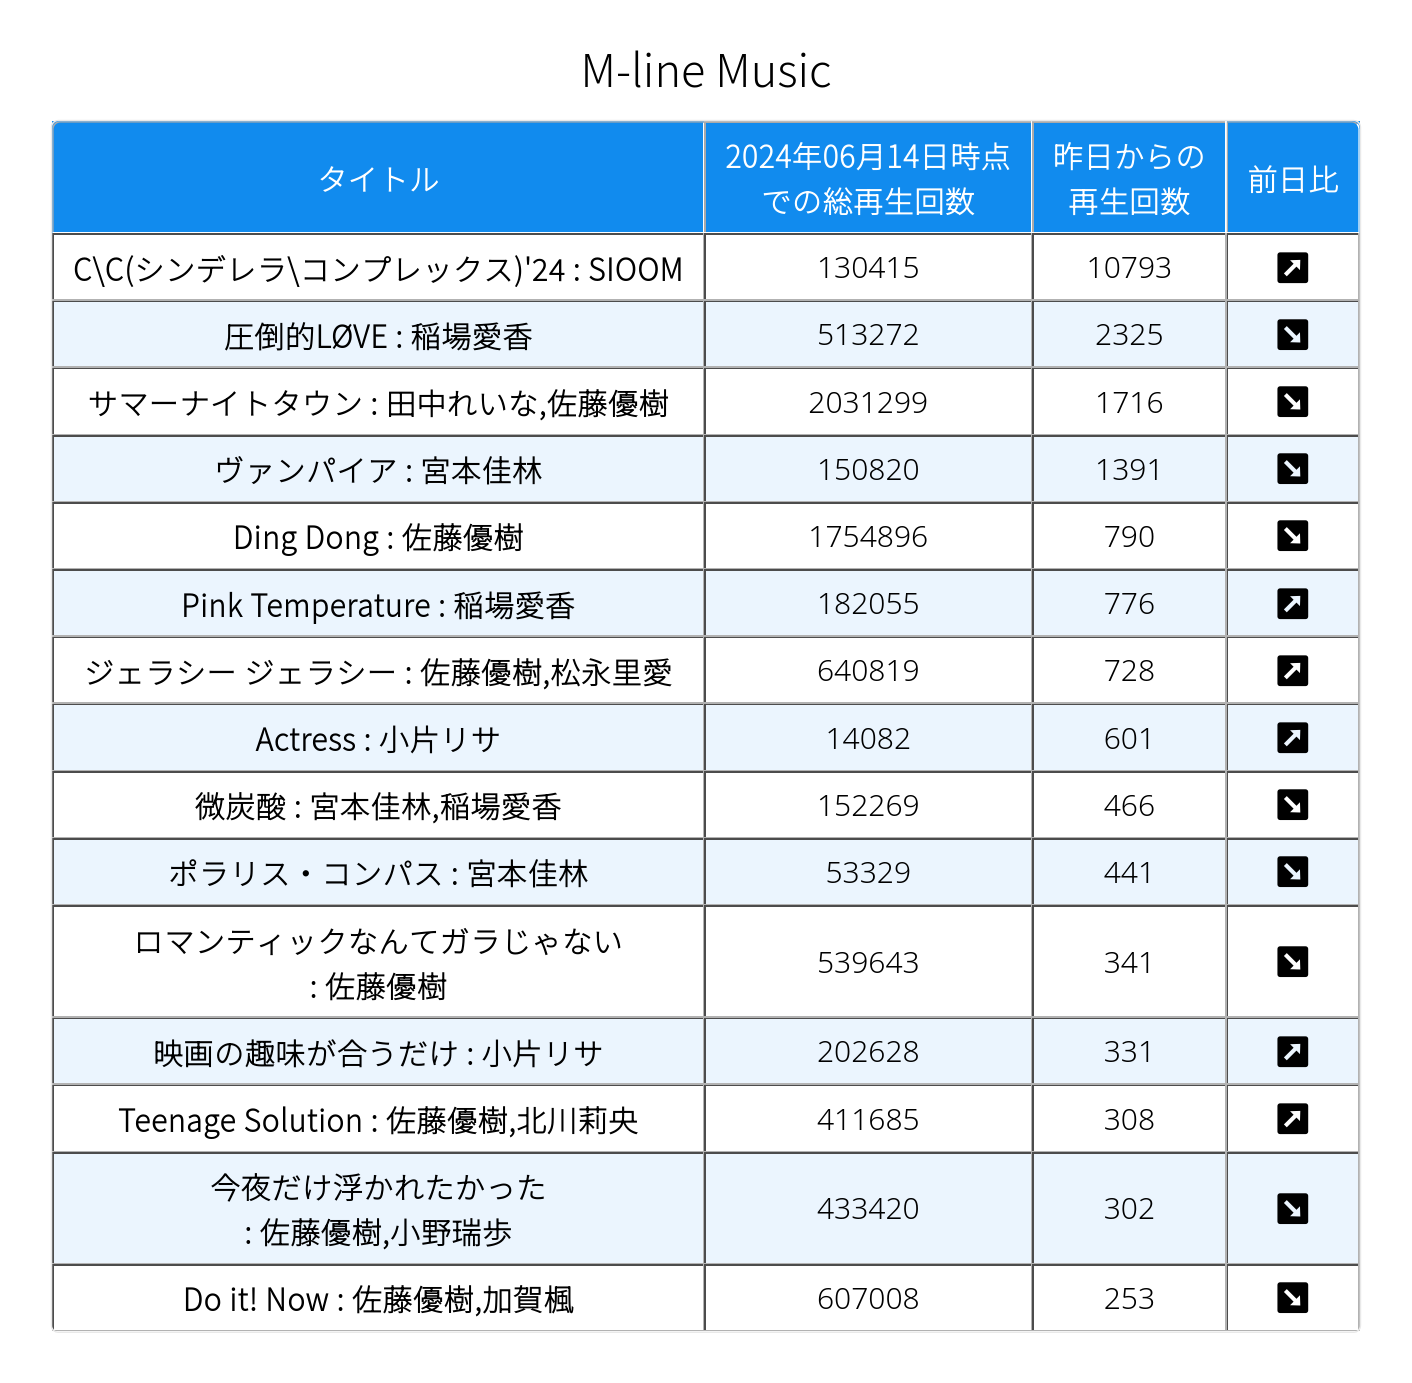 M-line Music
タイトル
2024年06月14日時点
での総再生回数
昨日からの
再生回数
前日比
C\C(シンデレラ\コンプレックス)'24 : SIOOM
130415
10793
圧倒的LØVE : 稲場愛香
513272
2325
サマーナイトタウン : 田中れいな,佐藤優樹
2031299
1716
ヴァンパイア : 宮本佳林
150820
1391
Ding Dong : 佐藤優樹
1754896
790
Pink Temperature : 稲場愛香
182055
776
ジェラシー ジェラシー : 佐藤優樹,松永里愛
640819
728
Actress : 小片リサ
14082
601
微炭酸 : 宮本佳林,稲場愛香
152269
466
ポラリス・コンパス : 宮本佳林
53329
441
ロマンティックなんてガラじゃない
: 佐藤優樹
539643
341
映画の趣味が合うだけ : 小片リサ
202628
331
Teenage Solution : 佐藤優樹,北川莉央
411685
308
今夜だけ浮かれたかった
: 佐藤優樹,小野瑞歩
433420
302
Do it! Now : 佐藤優樹,加賀楓
607008
253